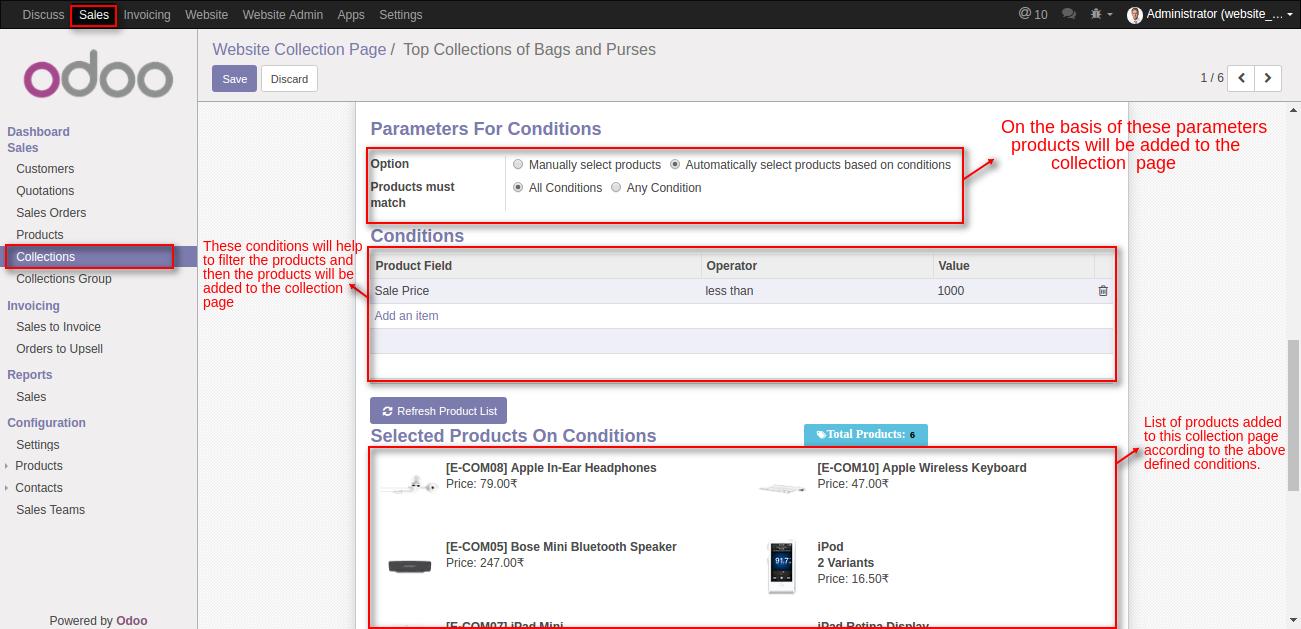 Discuss Sales Invoicing Website Website Admin Apps Settings @ 10 Administrator (website_...
odoo
Website Collection Page / Top Collections of Bags and Purses
Save Discard
1 / 6
Dashboard
Sales
Customers
Quotations
Sales Orders
Products
Collections
Collections Group
Invoicing
Sales to Invoice
Orders to Upsell
Reports
Sales
Configuration
Settings
Products
Contacts
Sales Teams
Powered by Odoo
Parameters For Conditions
Option
Manually select products Automatically select products based on conditions
Products must
match
All Conditions Any Condition
On the basis of these parameters
products will be added to the
collection page
Conditions
These conditions will help
to filter the products and
then the products will be
added to the collection
page
Product Field Operator Value
Sale Price less than 1000
Add an item
Refresh Product List
Selected Products On Conditions
Total Products: 6
List of products added
to this collection page
according to the above
defined conditions.
[E-COM08] Apple In-Ear Headphones
Price: 79.00₹
[E-COM10] Apple Wireless Keyboard
Price: 47.00₹
[E-COM05] Bose Mini Bluetooth Speaker
Price: 247.00₹
91.7
iPod
2 Variants
Price: 16.50₹
[E-COM07] iPad Mini
iPad Retina Display